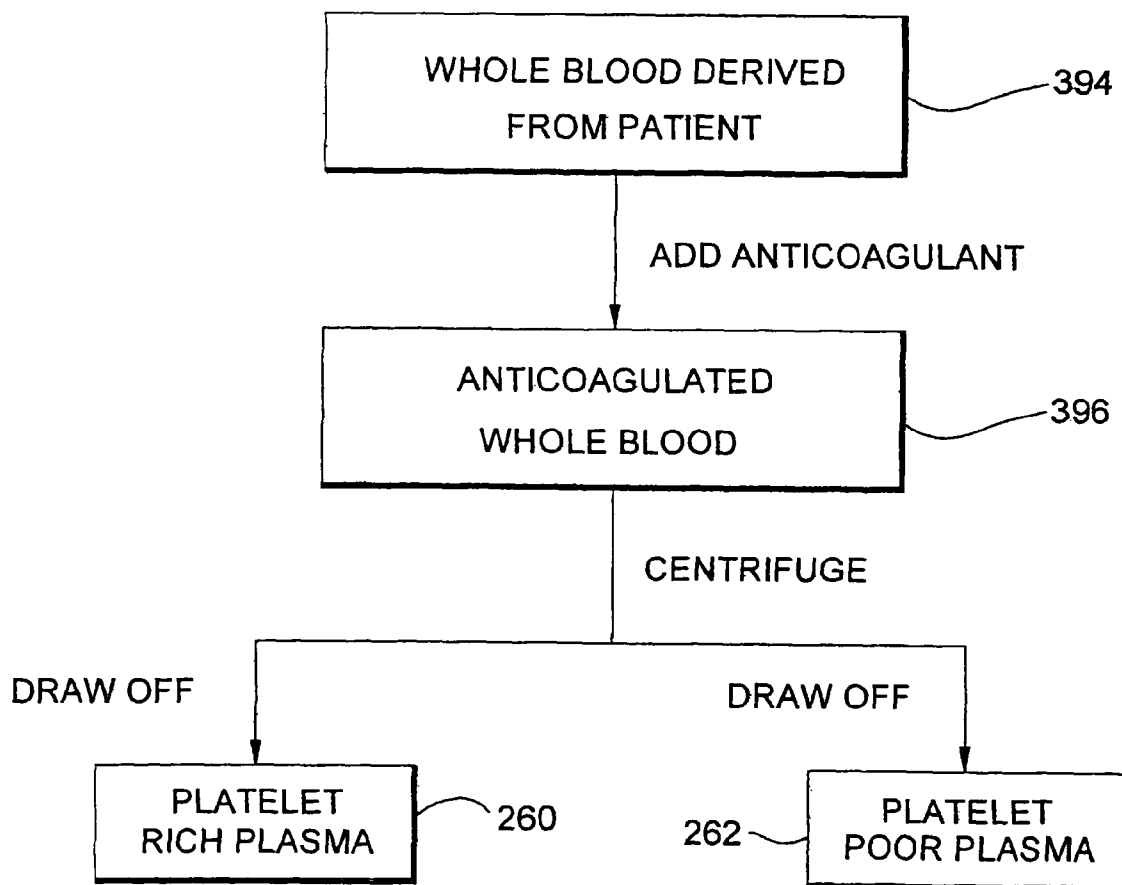 WHOLE BLOOD DERIVED
FROM PATIENT
394
ADD ANTICOAGULANT
ANTICOAGULATED
WHOLE BLOOD
396
CENTRIFUGE
DRAW OFF
DRAW OFF
PLATELET
RICH PLASMA
260
262
PLATELET
POOR PLASMA